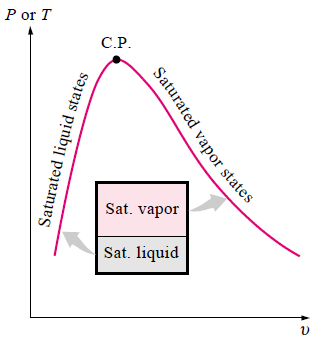 P or T
C.P.
Saturated liquid states
Saturated vapor states
Sat. vapor
Sat. liquid
υ